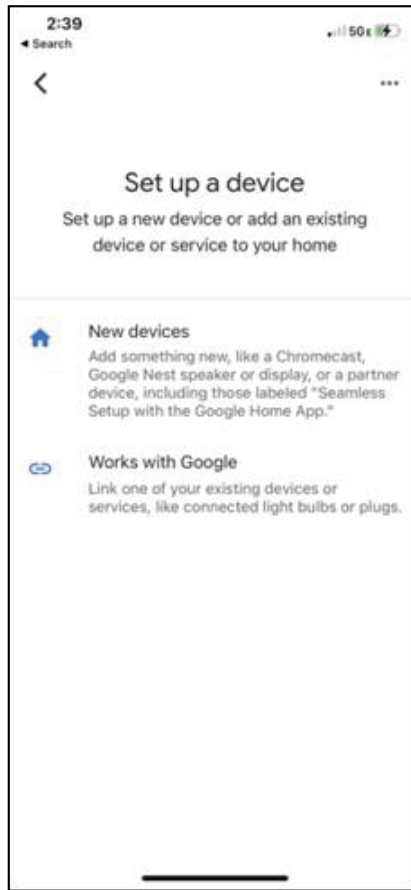 2:39
5G E
◀ Search
Set up a device
Set up a new device or add an existing
device or service to your home
New devices
Add something new, like a Chromecast,
Google Nest speaker or display, or a partner
device, including those labeled "Seamless
Setup with the Google Home App."
Works with Google
Link one of your existing devices or
services, like connected light bulbs or plugs.